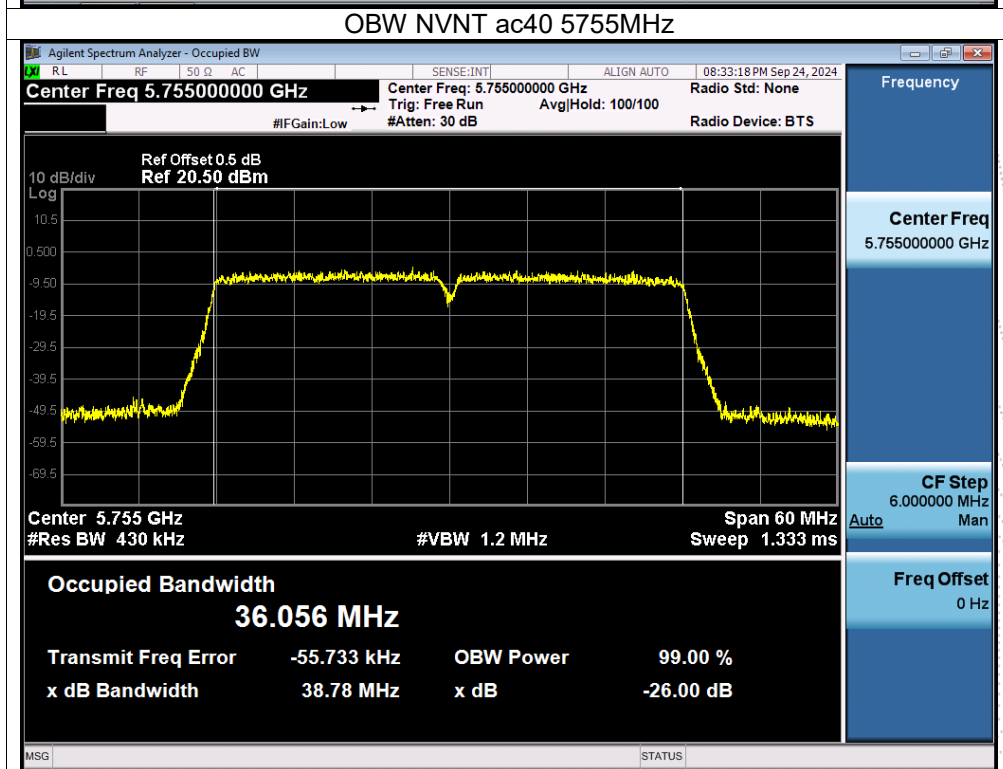 OBW NVNT ac40 5755MHz
Agilent Spectrum Analyzer - Occupied BW
LXI RL RF 50 Ω AC SENSE:INT ALIGN AUTO 08:33:18 PM Sep 24, 2024
Center Freq 5.755000000 GHz Center Freq: 5.755000000 GHz Radio Std: None Frequency
Trig: Free Run Avg|Hold: 100/100
#IFGain:Low #Atten: 30 dB Radio Device: BTS
Ref Offset 0.5 dB
10 dB/div Ref 20.50 dBm
Log
10.5
0.500
-9.50
-19.5
-29.5
-39.5
-49.5
-59.5
-69.5
Center Freq
5.755000000 GHz
CF Step
6.000000 MHz
Auto Man
Center 5.755 GHz Span 60 MHz
#Res BW 430 kHz #VBW 1.2 MHz Sweep 1.333 ms
Freq Offset
0 Hz
Occupied Bandwidth
36.056 MHz
Transmit Freq Error -55.733 kHz OBW Power 99.00 %
x dB Bandwidth 38.78 MHz x dB -26.00 dB
MSG STATUS